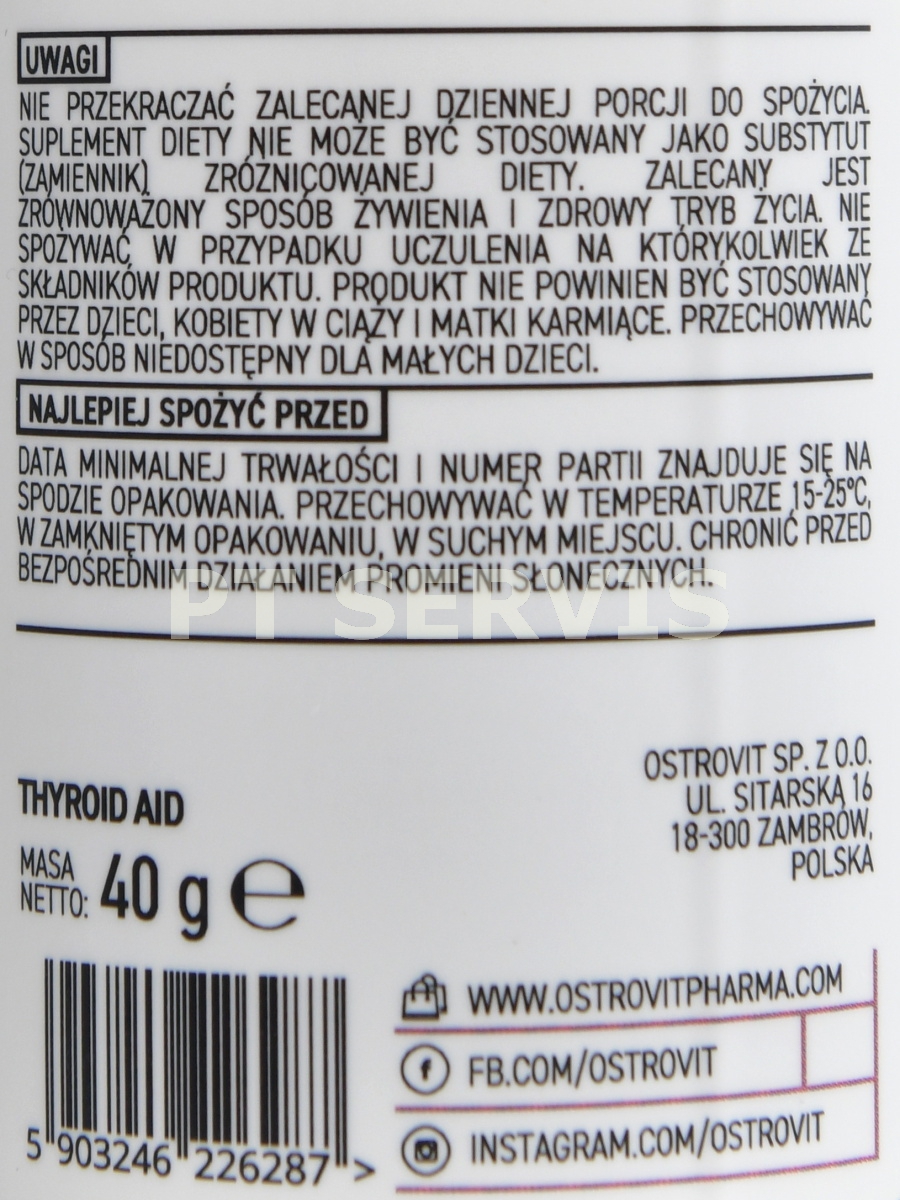 UWAGI
NIE PRZEKRACZAĆ ZALECANEJ DZIENNEJ PORCJI DO SPOŻYCIA.
SUPLEMENT DIETY NIE MOŻE BYĆ STOSOWANY JAKO SUBSTYTUT
(ZAMIENNIK) ZRÓŻNICOWANEJ DIETY. ZALECANY JEST
ZRÓWNOWAŻONY SPOSÓB ŻYWIENIA I ZDROWY TRYB ŻYCIA. NIE
SPOŻYWAĆ W PRZYPADKU UCZULENIA NA KTÓRYKOLWIEK ZE
SKŁADNIKÓW PRODUKTU. PRODUKT NIE POWINIEN BYĆ STOSOWANY
PRZEZ DZIECI, KOBIETY W CIĄŻY I MATKI KARMIĄCE. PRZECHOWYWAĆ
W SPOSÓB NIEDOSTĘPNY DLA MAŁYCH DZIECI.
NAJLEPIEJ SPOŻYĆ PRZED
DATA MINIMALNEJ TRWAŁOŚCI I NUMER PARTII ZNAJDUJE SIĘ NA
SPODZIE OPAKOWANIA. PRZECHOWYWAĆ W TEMPERATURZE 15-25°C,
W ZAMKNIĘTYM OPAKOWANIU, W SUCHYM MIEJSCU. CHRONIĆ PRZED
BEZPOŚREDNIM DZIAŁANIEM PROMIENI SŁONECZNYCH.
PT SERVIS
THYROID AID
MASA
NETTO: 40 g e
OSTROVIT SP. Z O.O.
UL. SITARSKA 16
18-300 ZAMBRÓW,
POLSKA
WWW.OSTROVITPHARMA.COM
FB.COM/OSTROVIT
INSTAGRAM.COM/OSTROVIT
5 903246 226287 >